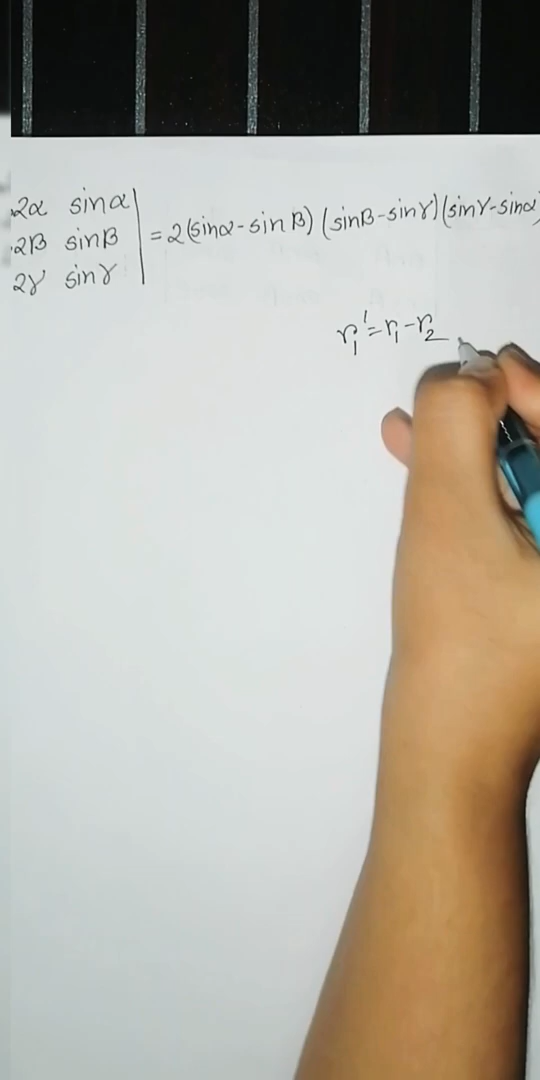 2α sinα
2β sinβ = 2(sinα - sinβ) (sinβ - sinγ) (sinγ - sinα)
2γ sinγ
r₁' = r₁ - r₂